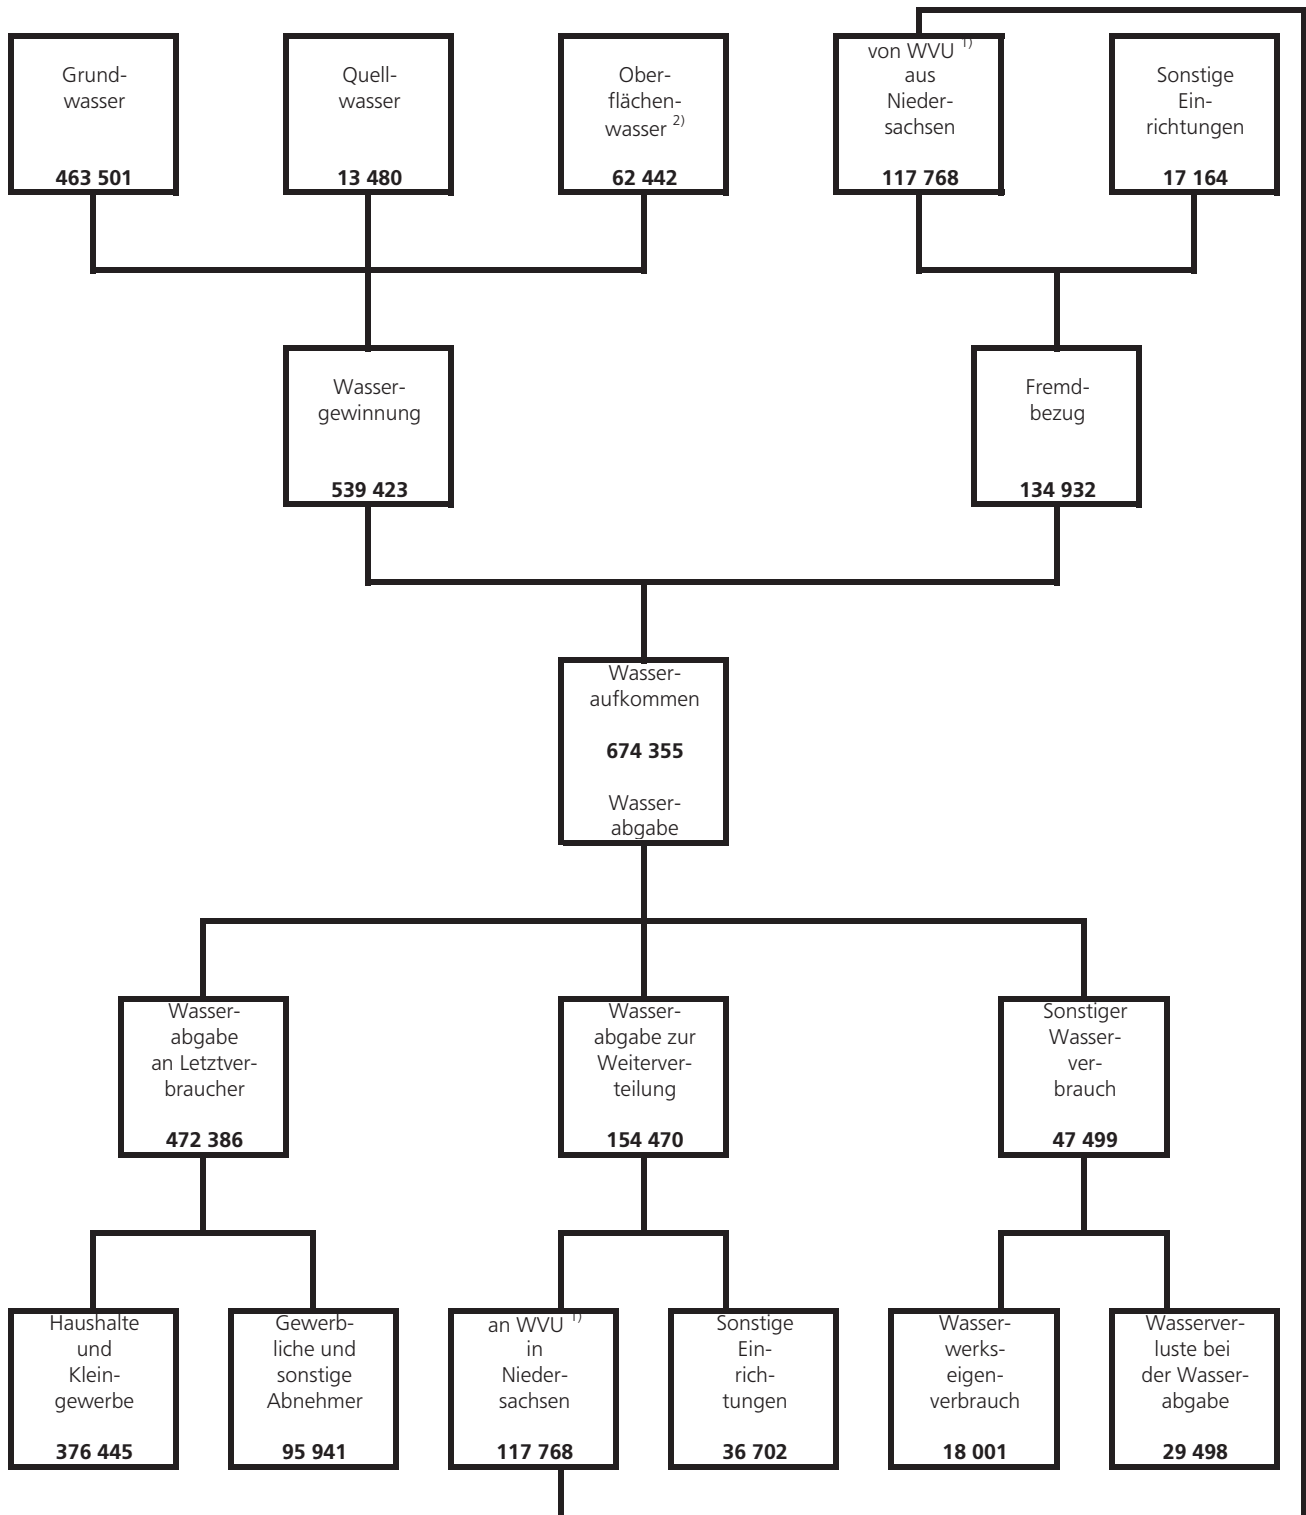 Grund-
wasser
463 501
Quell-
wasser
13 480
Ober-
flächen-
wasser 2)
62 442
von WVU 1)
aus
Nieder-
sachsen
117 768
Sonstige
Ein-
richtungen
17 164
Wasser-
gewinnung
539 423
Fremd-
bezug
134 932
Wasser-
aufkommen
674 355
Wasser-
abgabe
Wasser-
abgabe
an Letztver-
braucher
472 386
Wasser-
abgabe zur
Weiterver-
teilung
154 470
Sonstiger
Wasser-
ver-
brauch
47 499
Haushalte
und
Klein-
gewerbe
376 445
Gewerb-
liche und
sonstige
Abnehmer
95 941
an WVU 1)
in
Nieder-
sachsen
117 768
Sonstige
Ein-
rich-
tungen
36 702
Wasser-
werks-
eigen-
verbrauch
18 001
Wasserver-
luste bei
der Wasser-
abgabe
29 498